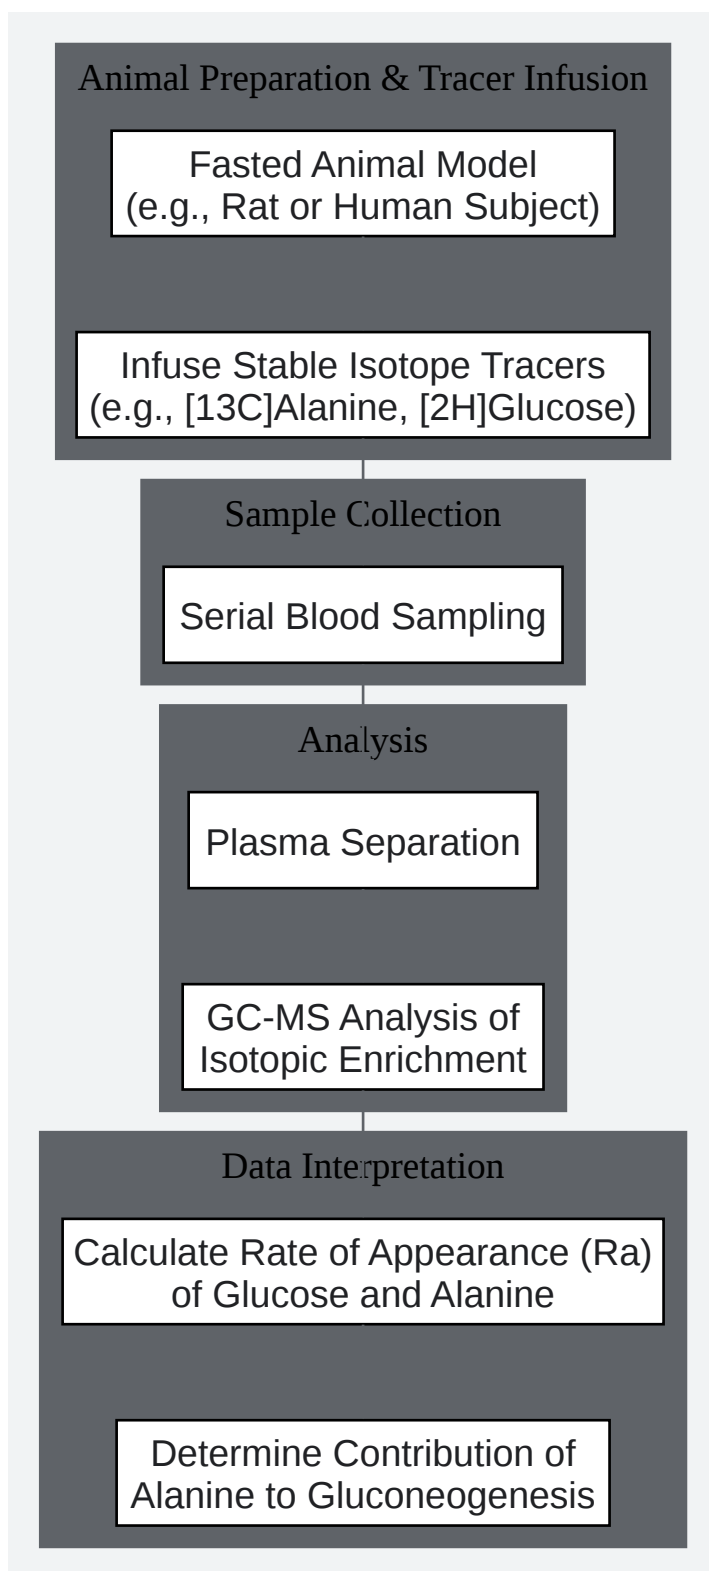 Animal Preparation & Tracer Infusion
Fasted Animal Model
(e.g., Rat or Human Subject)
Infuse Stable Isotope Tracers
(e.g., [13C]Alanine, [2H]Glucose)
Sample Collection
Serial Blood Sampling
Analysis
Plasma Separation
GC-MS Analysis of
Isotopic Enrichment
Data Interpretation
Calculate Rate of Appearance (Ra)
of Glucose and Alanine
Determine Contribution of
Alanine to Gluconeogenesis